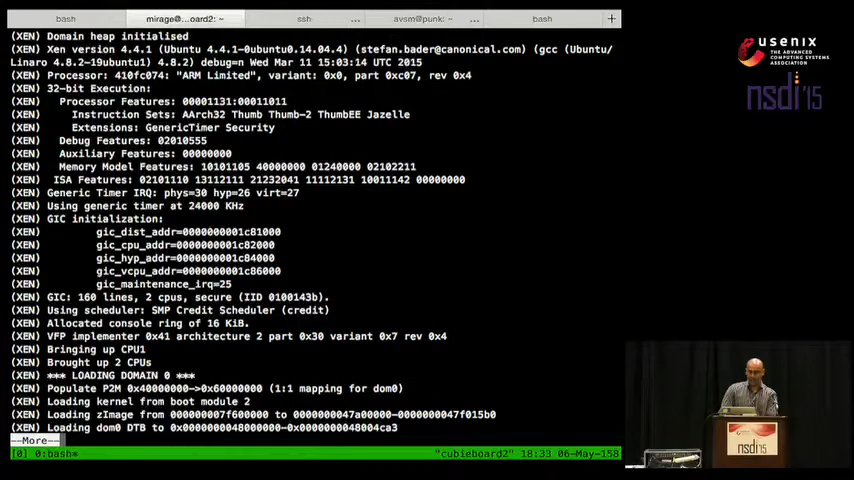 bash
mirage@...oard2: ~
ssh
...
avsm@punk: ~
...
bash
+
(XEN) Domain heap initialised
(XEN) Xen version 4.4.1 (Ubuntu 4.4.1-0ubuntu0.14.04.4) (stefan.bader@canonical.com) (gcc (Ubuntu/
Linaro 4.8.2-19ubuntu1) 4.8.2) debug=n Wed Mar 11 15:03:14 UTC 2015
(XEN) Processor: 410fc074: "ARM Limited", variant: 0x0, part 0xc07, rev 0x4
(XEN) 32-bit Execution:
(XEN)   Processor Features: 00001131:00011011
(XEN)     Instruction Sets: AArch32 Thumb Thumb-2 ThumbEE Jazelle
(XEN)     Extensions: GenericTimer Security
(XEN)   Debug Features: 02010555
(XEN)   Auxiliary Features: 00000000
(XEN)   Memory Model Features: 10101105 40000000 01240000 02102211
(XEN)  ISA Features: 02101110 13112111 21232041 11112131 10011142 00000000
(XEN) Generic Timer IRQ: phys=30 hyp=26 virt=27
(XEN) Using generic timer at 24000 KHz
(XEN) GIC initialization:
(XEN)         gic_dist_addr=0000000001c81000
(XEN)         gic_cpu_addr=0000000001c82000
(XEN)         gic_hyp_addr=0000000001c84000
(XEN)         gic_vcpu_addr=0000000001c86000
(XEN)         gic_maintenance_irq=25
(XEN) GIC: 160 lines, 2 cpus, secure (IID 0100143b).
(XEN) Using scheduler: SMP Credit Scheduler (credit)
(XEN) Allocated console ring of 16 KiB.
(XEN) VFP implementer 0x41 architecture 2 part 0x30 variant 0x7 rev 0x4
(XEN) Bringing up CPU1
(XEN) Brought up 2 CPUs
(XEN) *** LOADING DOMAIN 0 ***
(XEN) Populate P2M 0x40000000->0x60000000 (1:1 mapping for dom0)
(XEN) Loading kernel from boot module 2
(XEN) Loading zImage from 000000007f600000 to 0000000047a00000-0000000047f015b0
(XEN) Loading dom0 DTB to 0x0000000048000000-0x0000000048004ca3
--More--
[0] 0:bash*
"cubieboard2" 18:33 06-May-158
usenix
THE ADVANCED
COMPUTING SYSTEMS
ASSOCIATION
nsdi '15
nsdi'15